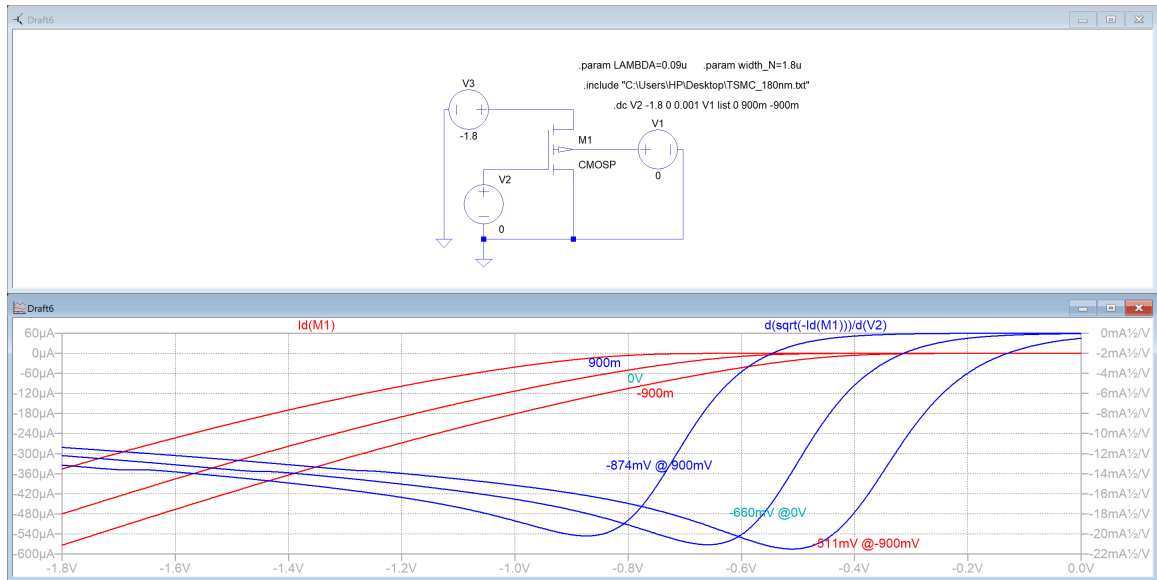 Draft6
.param LAMBDA=0.09u .param width_N=1.8u
.include "C:\Users\HP\Desktop\TSMC_180nm.txt"
.dc V2 -1.8 0 0.001 V1 list 0 900m -900m
V3
-1.8
M1
CMOSP
V1
0
V2
0
Draft6
Id(M1)
d(sqrt(-Id(M1)))/d(V2)
60µA
0µA
-60µA
-120µA
-180µA
-240µA
-300µA
-360µA
-420µA
-480µA
-540µA
-600µA
900m
0V
-900m
-874mV @ 900mV
-660mV @0V
-511mV @-900mV
0mA½/V
-2mA½/V
-4mA½/V
-6mA½/V
-8mA½/V
-10mA½/V
-12mA½/V
-14mA½/V
-16mA½/V
-18mA½/V
-20mA½/V
-22mA½/V
-1.8V
-1.6V
-1.4V
-1.2V
-1.0V
-0.8V
-0.6V
-0.4V
-0.2V
0.0V